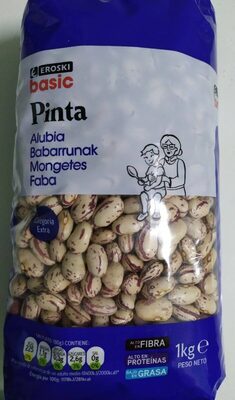 EROSKI
basic
Pinta
Alubia
Babarrunak
Mongetes
Faba
Categoría
Extra
ALTO EN FIBRA
ALTO EN
PROTEÍNAS
BAJO EN
GRASA
1kg e
PESO NETO